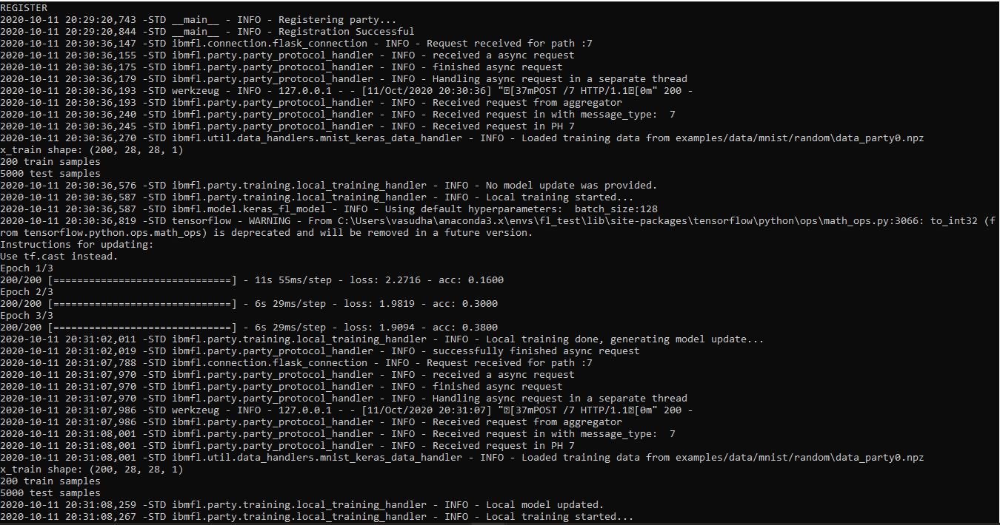 REGISTER
2020-10-11 20:29:20,743 -STD __main__ - INFO - Registering party...
2020-10-11 20:29:20,844 -STD __main__ - INFO - Registration Successful
2020-10-11 20:30:36,147 -STD ibmfl.connection.flask_connection - INFO - Request received for path :7
2020-10-11 20:30:36,155 -STD ibmfl.party.party_protocol_handler - INFO - received a async request
2020-10-11 20:30:36,175 -STD ibmfl.party.party_protocol_handler - INFO - finished async request
2020-10-11 20:30:36,179 -STD ibmfl.party.party_protocol_handler - INFO - Handling async request in a separate thread
2020-10-11 20:30:36,193 -STD werkzeug - INFO - 127.0.0.1 - - [11/Oct/2020 20:30:36] "[37mPOST /7 HTTP/1.1[0m" 200 -
2020-10-11 20:30:36,193 -STD ibmfl.party.party_protocol_handler - INFO - Received request from aggregator
2020-10-11 20:30:36,240 -STD ibmfl.party.party_protocol_handler - INFO - Received request in with message_type:  7
2020-10-11 20:30:36,245 -STD ibmfl.party.party_protocol_handler - INFO - Received request in PH 7
2020-10-11 20:30:36,270 -STD ibmfl.util.data_handlers.mnist_keras_data_handler - INFO - Loaded training data from examples/data/mnist/random\data_party0.npz
x_train shape: (200, 28, 28, 1)
200 train samples
5000 test samples
2020-10-11 20:30:36,576 -STD ibmfl.party.training.local_training_handler - INFO - No model update was provided.
2020-10-11 20:30:36,587 -STD ibmfl.party.training.local_training_handler - INFO - Local training started...
2020-10-11 20:30:36,587 -STD ibmfl.model.keras_fl_model - INFO - Using default hyperparameters:  batch_size:128
2020-10-11 20:30:36,819 -STD tensorflow - WARNING - From C:\Users\vasudha\anaconda3.x\envs\fl_test\lib\site-packages\tensorflow\python\ops\math_ops.py:3066: to_int32 (f
rom tensorflow.python.ops.math_ops) is deprecated and will be removed in a future version.
Instructions for updating:
Use tf.cast instead.
Epoch 1/3
200/200 [==============================] - 11s 55ms/step - loss: 2.2716 - acc: 0.1600
Epoch 2/3
200/200 [==============================] - 6s 29ms/step - loss: 1.9819 - acc: 0.3000
Epoch 3/3
200/200 [==============================] - 6s 29ms/step - loss: 1.9094 - acc: 0.3800
2020-10-11 20:31:02,011 -STD ibmfl.party.training.local_training_handler - INFO - Local training done, generating model update...
2020-10-11 20:31:02,019 -STD ibmfl.party.party_protocol_handler - INFO - successfully finished async request
2020-10-11 20:31:07,788 -STD ibmfl.connection.flask_connection - INFO - Request received for path :7
2020-10-11 20:31:07,970 -STD ibmfl.party.party_protocol_handler - INFO - received a async request
2020-10-11 20:31:07,970 -STD ibmfl.party.party_protocol_handler - INFO - finished async request
2020-10-11 20:31:07,970 -STD ibmfl.party.party_protocol_handler - INFO - Handling async request in a separate thread
2020-10-11 20:31:07,986 -STD werkzeug - INFO - 127.0.0.1 - - [11/Oct/2020 20:31:07] "[37mPOST /7 HTTP/1.1[0m" 200 -
2020-10-11 20:31:07,986 -STD ibmfl.party.party_protocol_handler - INFO - Received request from aggregator
2020-10-11 20:31:08,001 -STD ibmfl.party.party_protocol_handler - INFO - Received request in with message_type:  7
2020-10-11 20:31:08,001 -STD ibmfl.party.party_protocol_handler - INFO - Received request in PH 7
2020-10-11 20:31:08,001 -STD ibmfl.util.data_handlers.mnist_keras_data_handler - INFO - Loaded training data from examples/data/mnist/random\data_party0.npz
x_train shape: (200, 28, 28, 1)
200 train samples
5000 test samples
2020-10-11 20:31:08,259 -STD ibmfl.party.training.local_training_handler - INFO - Local model updated.
2020-10-11 20:31:08,267 -STD ibmfl.party.training.local_training_handler - INFO - Local training started...